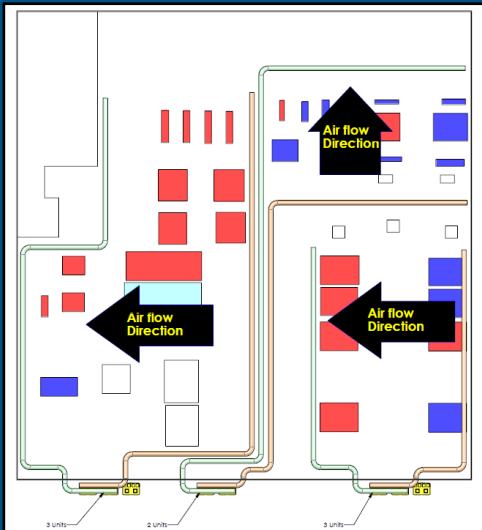 Air flow
Direction
Air flow
Direction
Air flow
Direction
3 Units
2 Units
3 Units